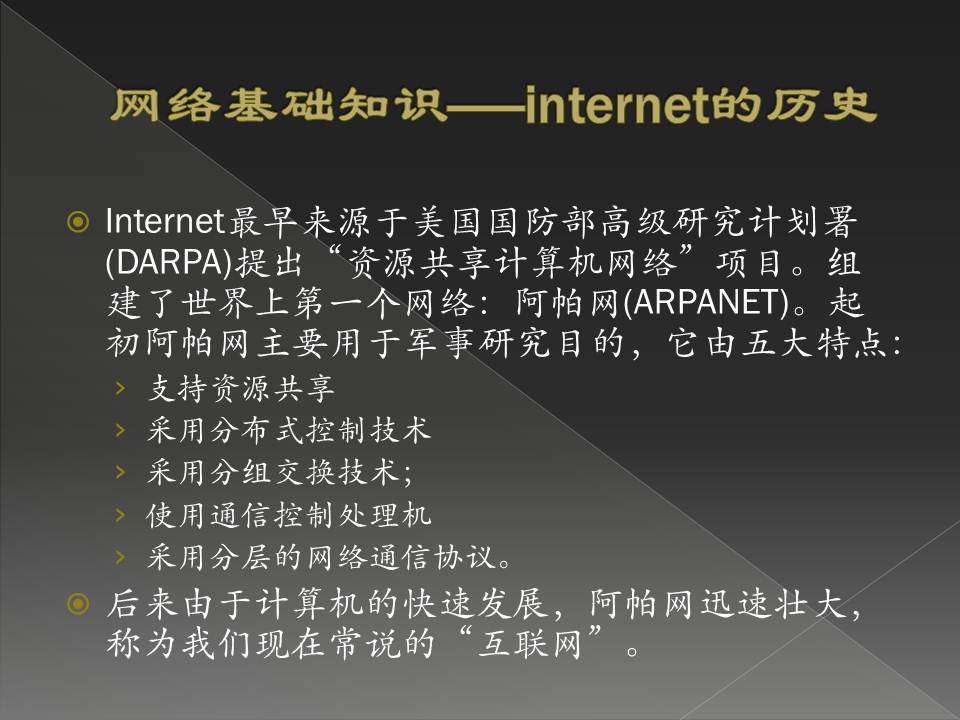 网络基础知识——internet的历史
Internet最早来源于美国国防部高级研究计划署
(DARPA)提出“资源共享计算机网络”项目。组
建了世界上第一个网络：阿帕网(ARPANET)。起
初阿帕网主要用于军事研究目的，它由五大特点：
支持资源共享
采用分布式控制技术
采用分组交换技术；
使用通信控制处理机
采用分层的网络通信协议。
后来由于计算机的快速发展，阿帕网迅速壮大，
称为我们现在常说的“互联网”。